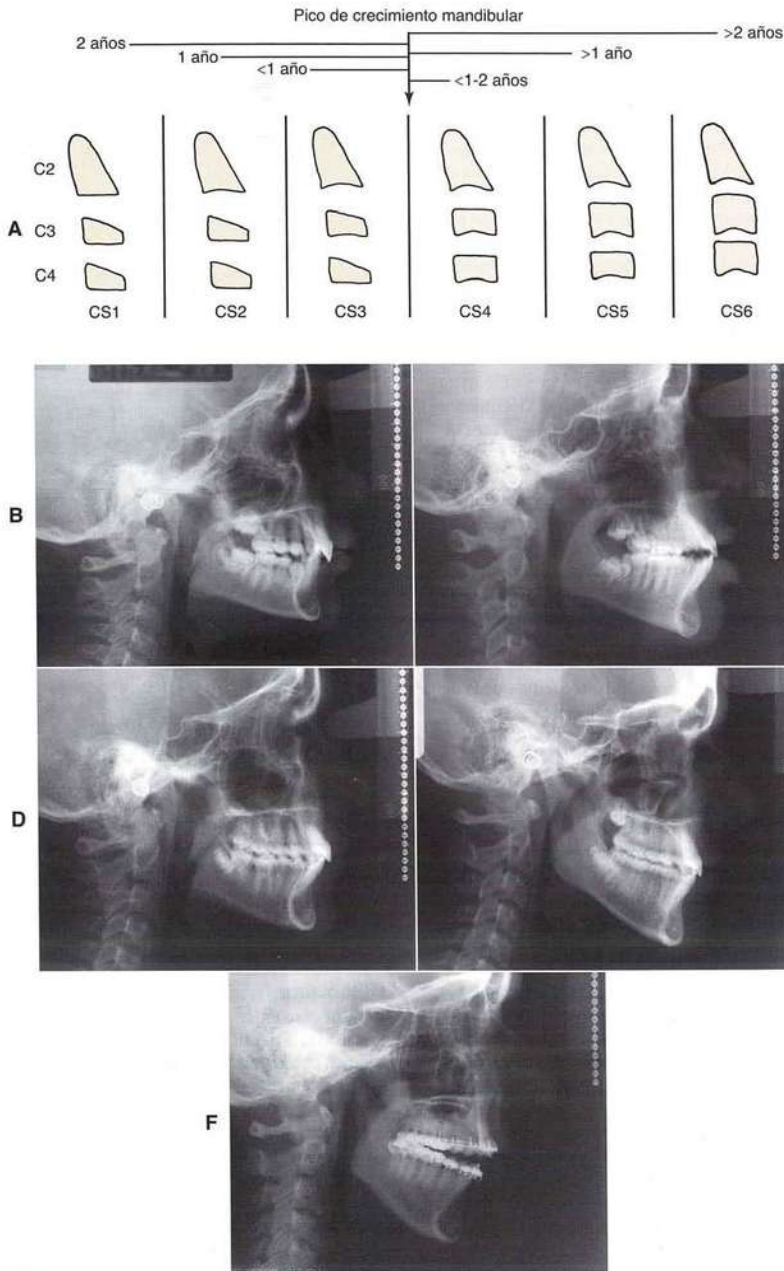 Pico de crecimiento mandibular
2 años
>2 años
1 año
>1 año
<1 año
<1-2 años
C2
A
C3
C4
CS1 CS2 CS3 CS4 CS5 CS6
B
D
F